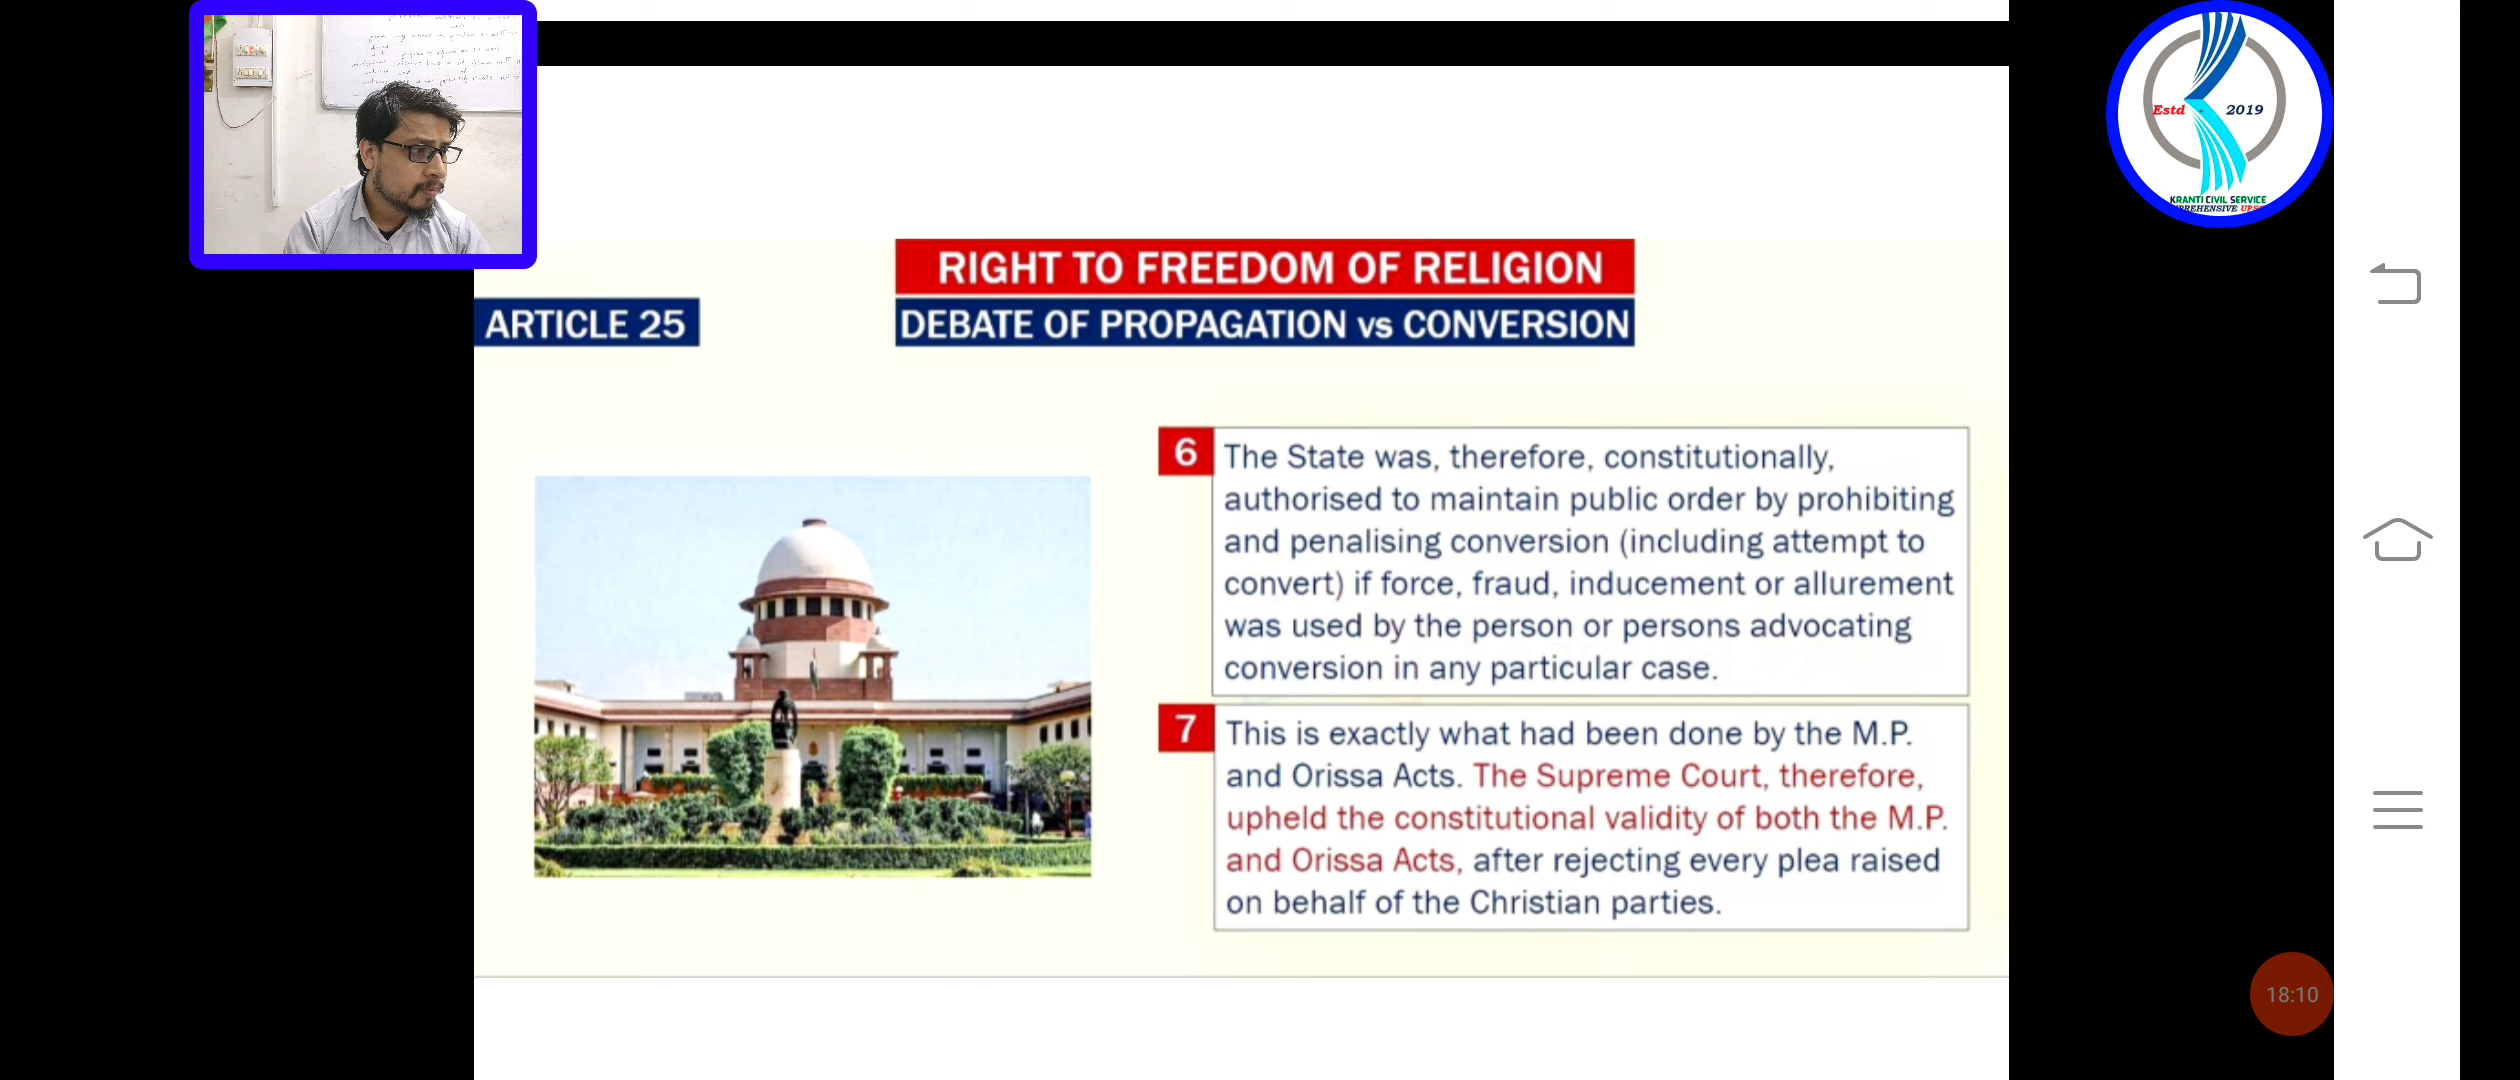 Estd 2019
KRANTI CIVIL SERVICE
RIGHT TO FREEDOM OF RELIGION
ARTICLE 25
DEBATE OF PROPAGATION vs CONVERSION
6
The State was, therefore, constitutionally,
authorised to maintain public order by prohibiting
and penalising conversion (including attempt to
convert) if force, fraud, inducement or allurement
was used by the person or persons advocating
conversion in any particular case.
7
This is exactly what had been done by the M.P.
and Orissa Acts. The Supreme Court, therefore,
upheld the constitutional validity of both the M.P.
and Orissa Acts, after rejecting every plea raised
on behalf of the Christian parties.
18:10